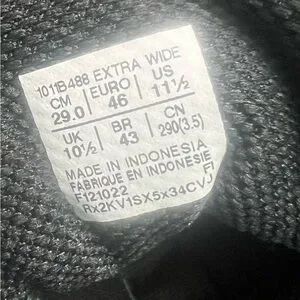 1011B488 EXTRA WIDE
CM EURO US
29.0 46 11½
UK BR CN
10½ 43 290(3.5)
MADE IN INDONESIA
FABRIQUE EN INDONESIE
F121022 F1
Rx2KV1SX5x34CVJ